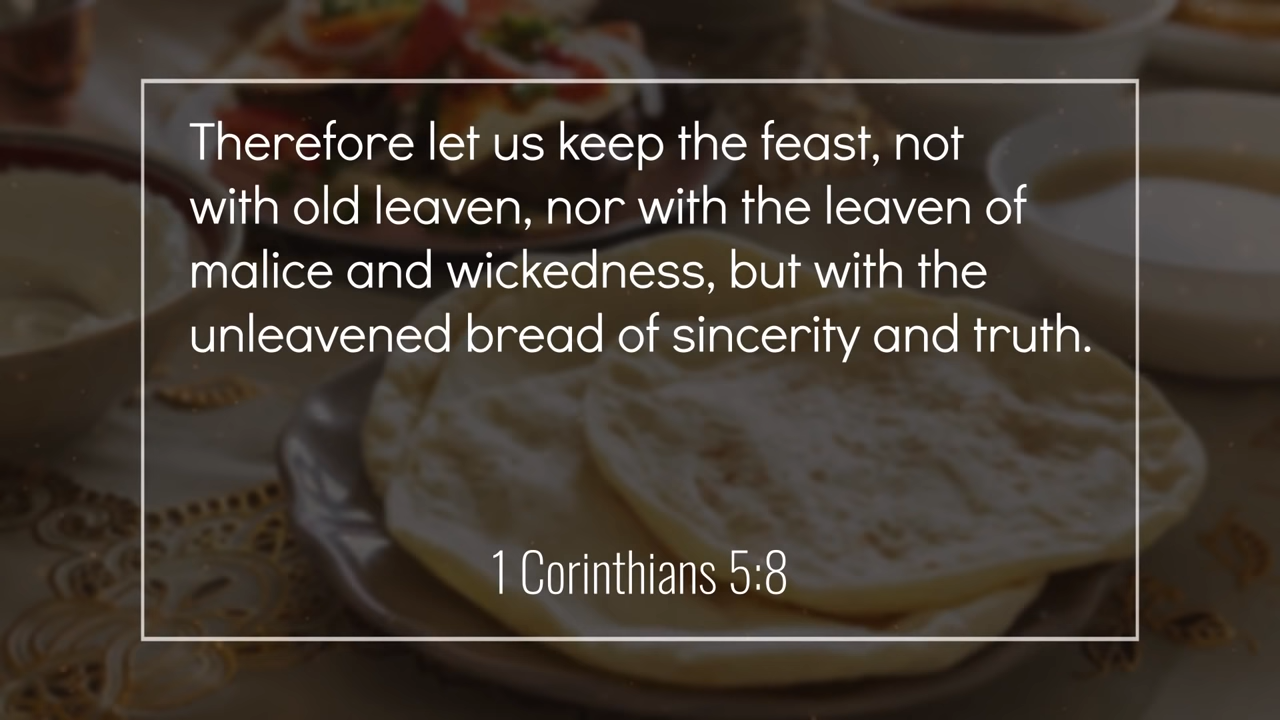 Therefore let us keep the feast, not
with old leaven, nor with the leaven of
malice and wickedness, but with the
unleavened bread of sincerity and truth.
1 Corinthians 5:8